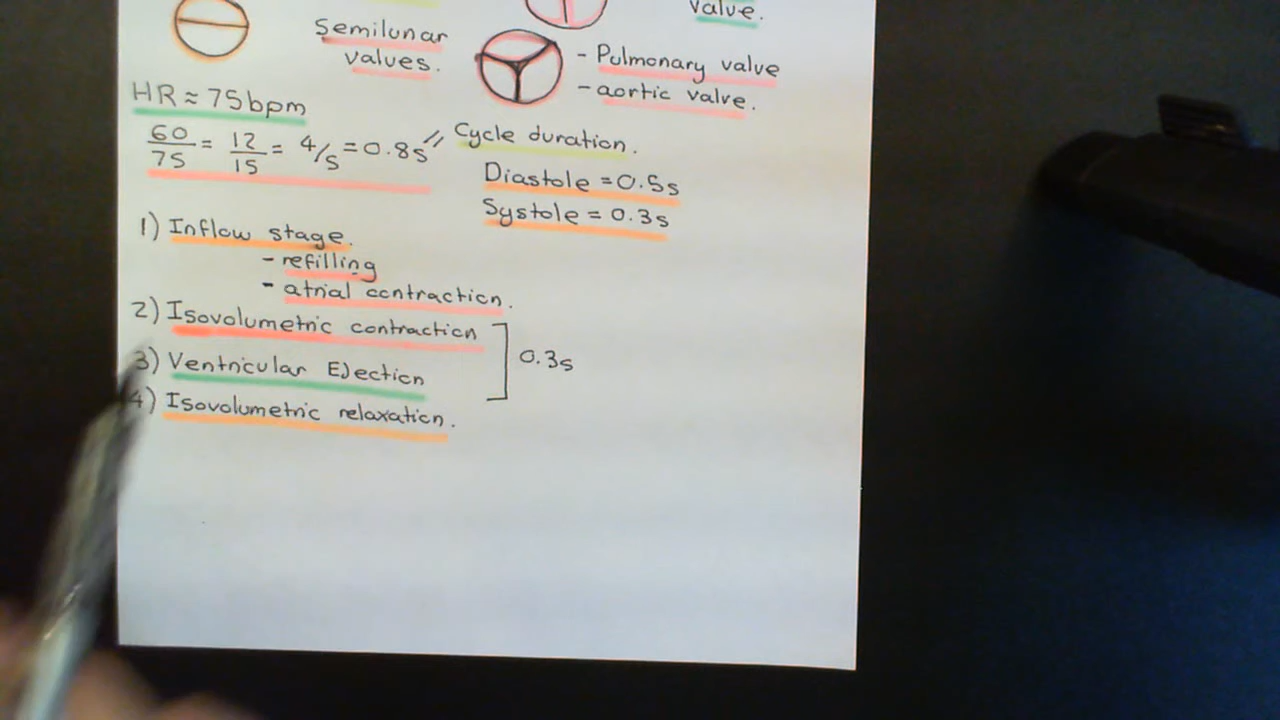 valve.
Semilunar
valves.
- Pulmonary valve
- aortic valve.
HR ≈ 75bpm
60/75 = 12/15 = 4/5 = 0.8s // Cycle duration.
Diastole = 0.5s
Systole = 0.3s
1) Inflow stage.
- refilling
- atrial contraction.
2) Isovolumetric contraction
0.3s
3) Ventricular Ejection
4) Isovolumetric relaxation.